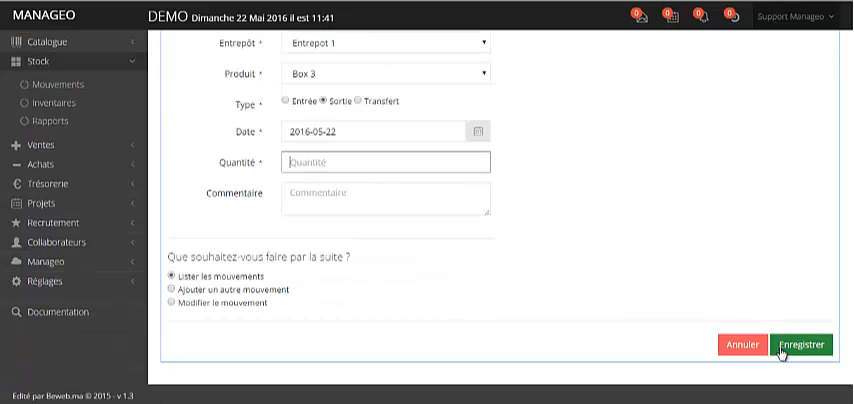 MANAGEO
DEMO Dimanche 22 Mai 2016 il est 11:41
0 0 0 0
Support Manageo
Catalogue
Stock
Mouvements
Inventaires
Rapports
Ventes
Achats
Trésorerie
Projets
Recrutement
Collaborateurs
Manageo
Réglages
Documentation
Entrepôt * Entrepot 1
Produit * Box 3
Type * Entrée Sortie Transfert
Date * 2016-05-22
Quantité * Quantité
Commentaire Commentaire
Que souhaitez-vous faire par la suite ?
Lister les mouvements
Ajouter un autre mouvement
Modifier le mouvement
Annuler Enregistrer
Edité par Beweb.ma © 2015 - v 1.3